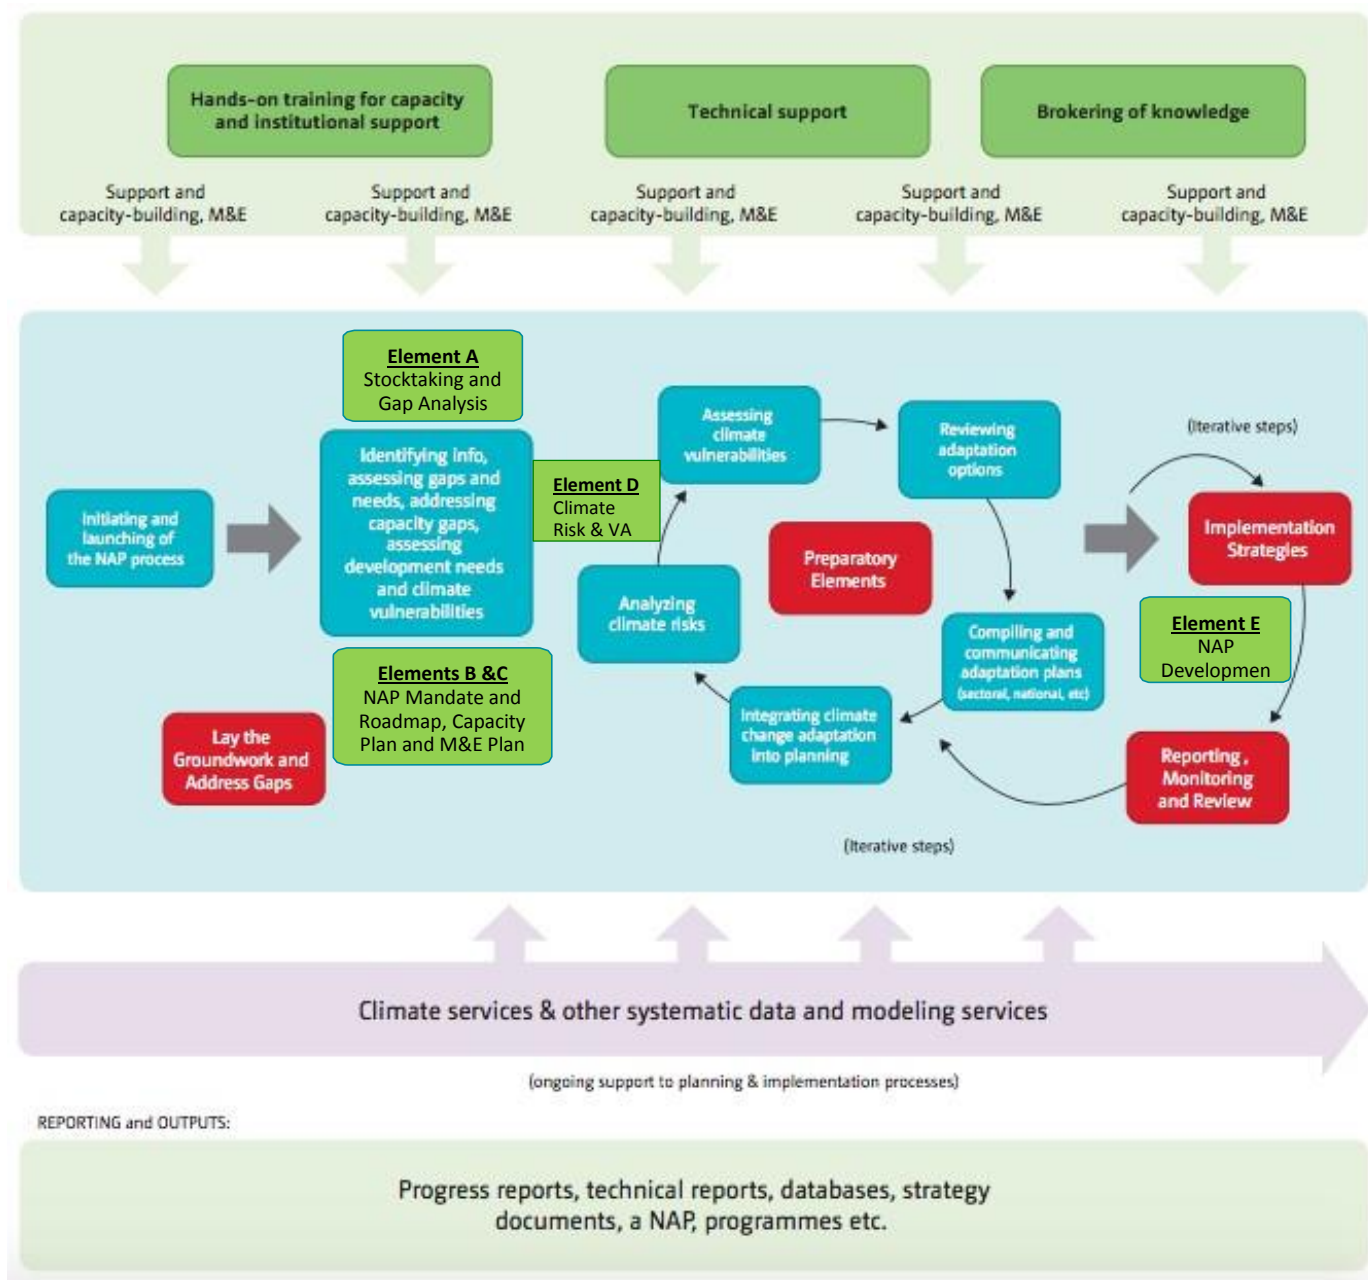 Hands-on training for capacity
and institutional support
Technical support
Brokering of knowledge
Support and
capacity-building, M&E
Support and
capacity-building, M&E
Support and
capacity-building, M&E
Support and
capacity-building, M&E
Support and
capacity-building, M&E
Element A
Stocktaking and
Gap Analysis
Initiating and
launching of
the NAP process
Identifying info,
assessing gaps and
needs, addressing
capacity gaps,
assessing
development needs
and climate
vulnerabilities
Elements B &C
NAP Mandate and
Roadmap, Capacity
Plan and M&E Plan
Lay the
Groundwork and
Address Gaps
Element D
Climate
Risk & VA
Assessing
climate
vulnerabilities
Reviewing
adaptation
options
Preparatory
Elements
Analyzing
climate risks
Compiling and
communicating
adaptation plans
(sectoral, national, etc)
Integrating climate
change adaptation
into planning
(Iterative steps)
Implementation
Strategies
Element E
NAP
Developmen
Reporting ,
Monitoring
and Review
(Iterative steps)
Climate services & other systematic data and modeling services
(ongoing support to planning & implementation processes)
REPORTING and OUTPUTS:
Progress reports, technical reports, databases, strategy
documents, a NAP, programmes etc.